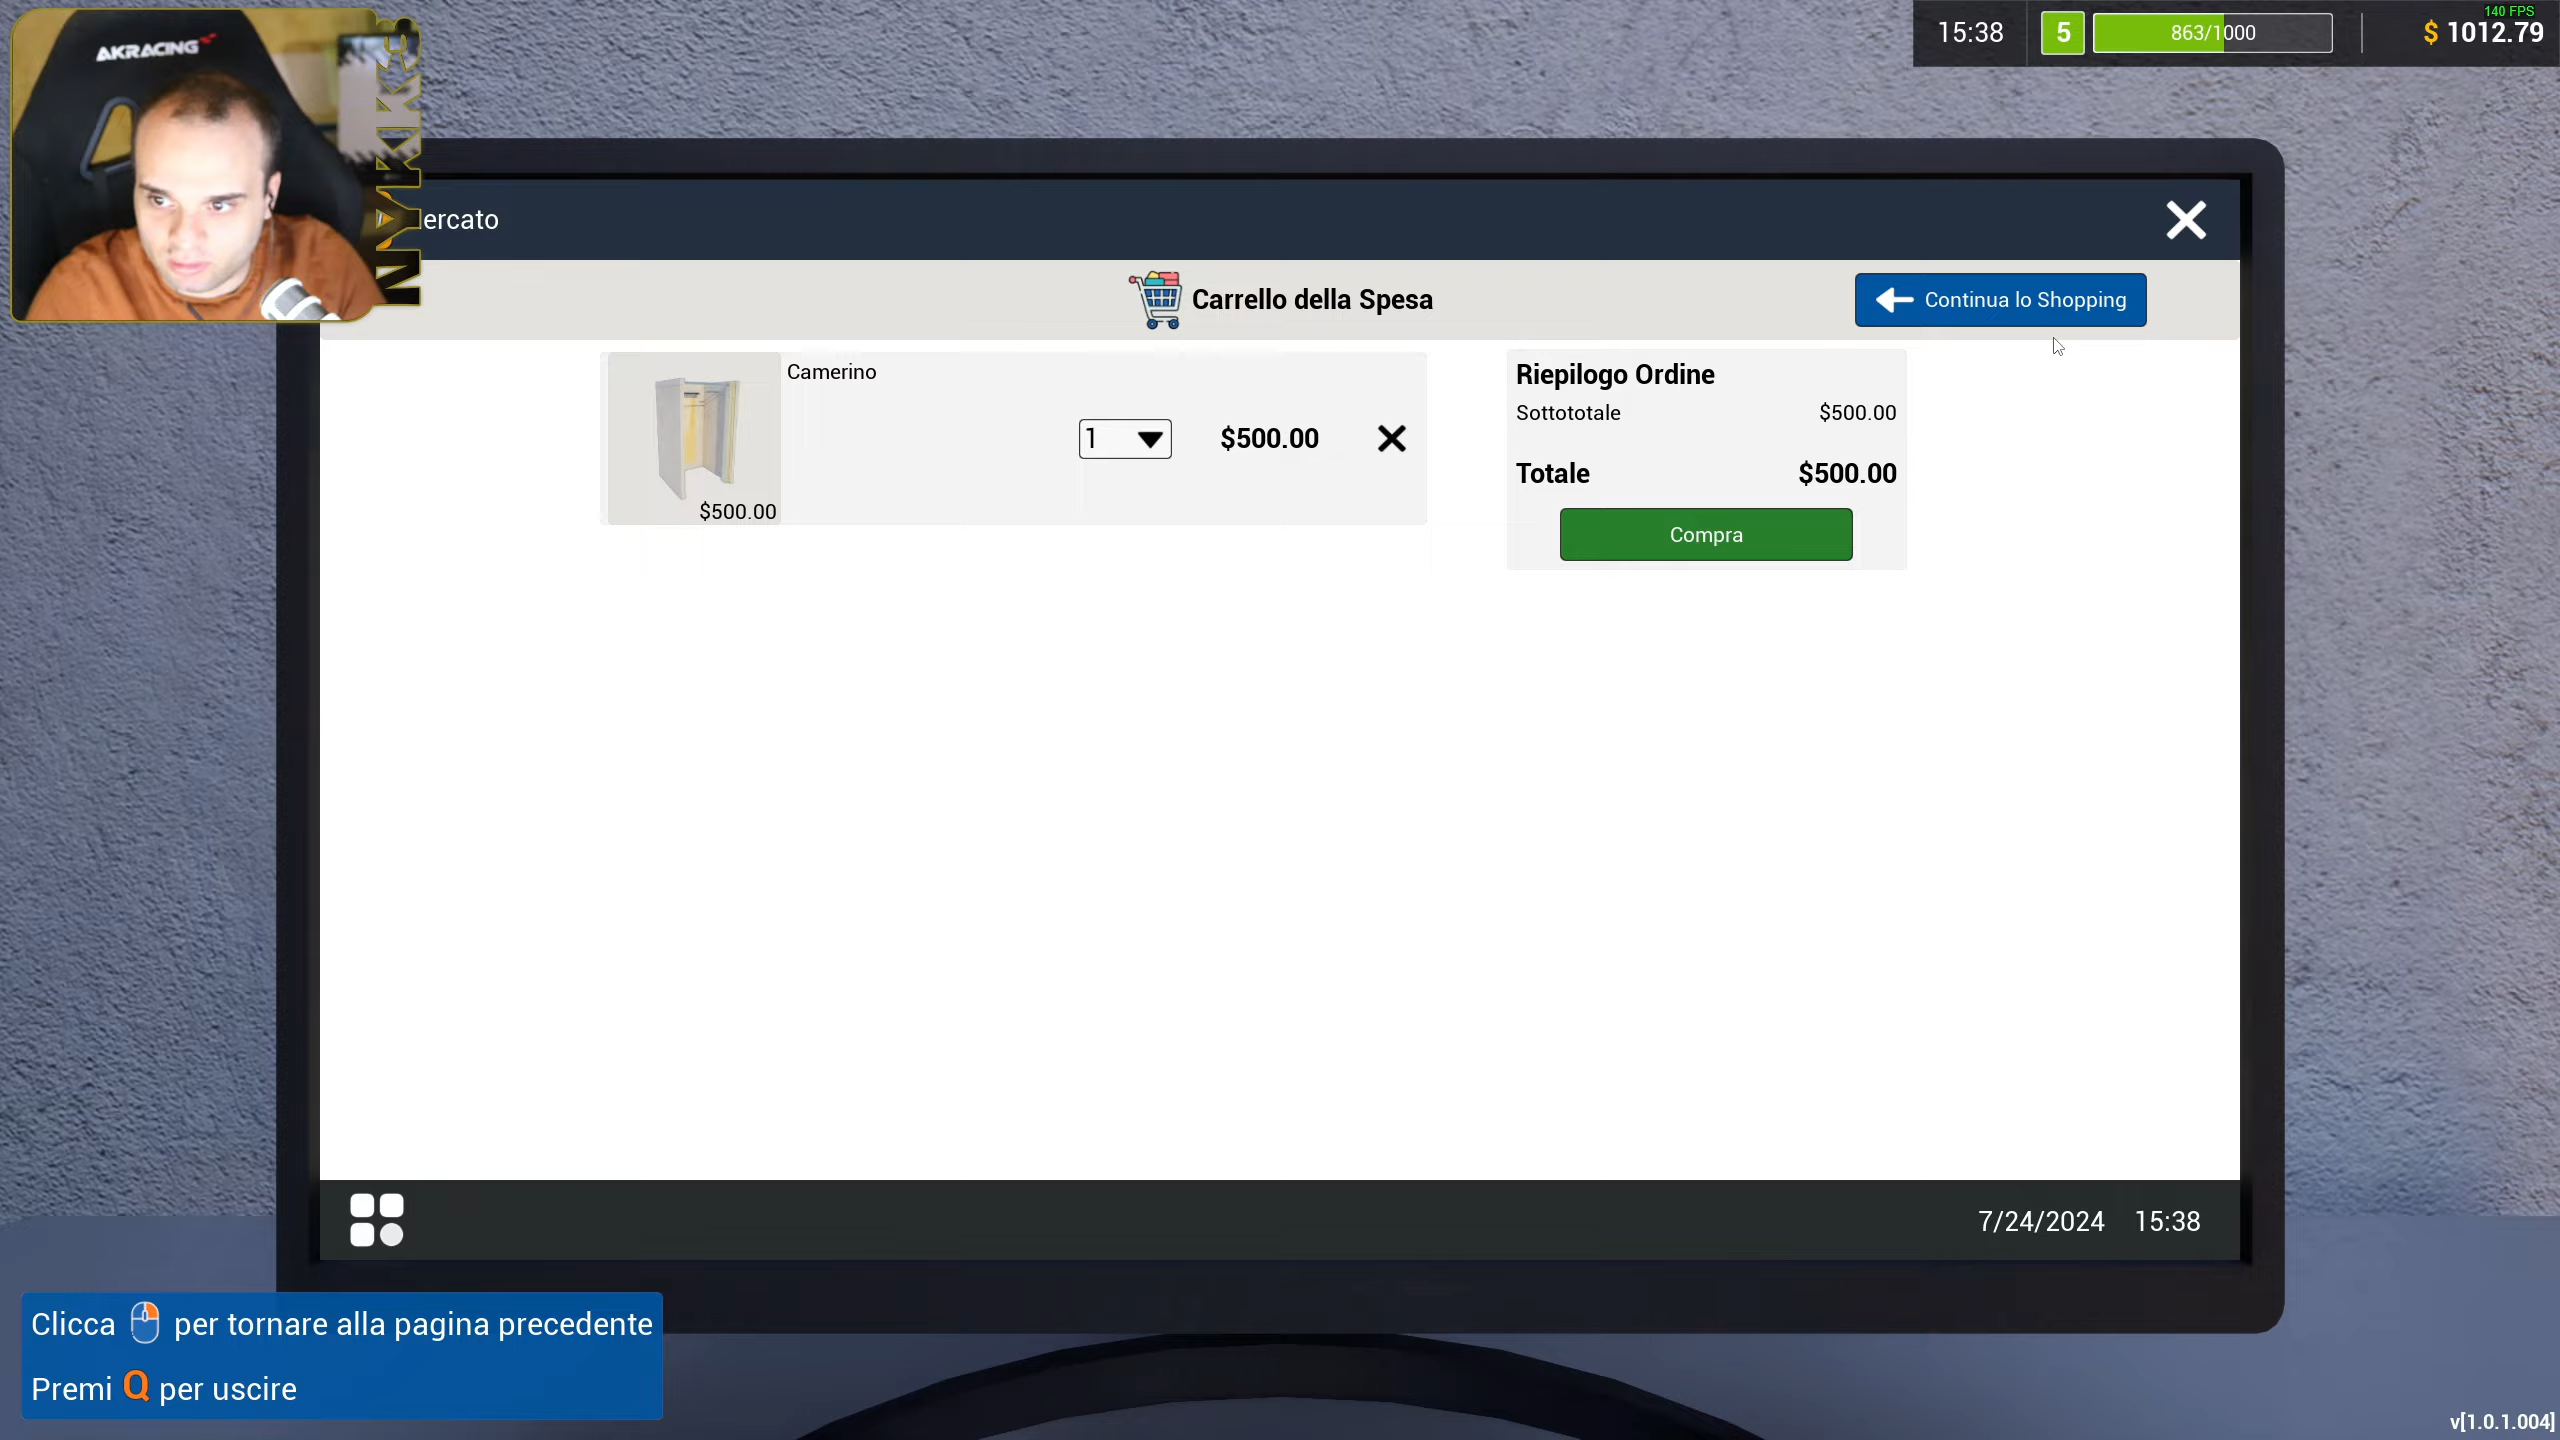 AKRACING
NYKKS
140 FPS
15:38
5
863/1000
$ 1012.79
ercato
Carrello della Spesa
Continua lo Shopping
Camerino
1
$500.00
$500.00
Riepilogo Ordine
Sottototale $500.00
Totale $500.00
Compra
7/24/2024 15:38
Clicca per tornare alla pagina precedente
Premi Q per uscire
v[1.0.1.004]